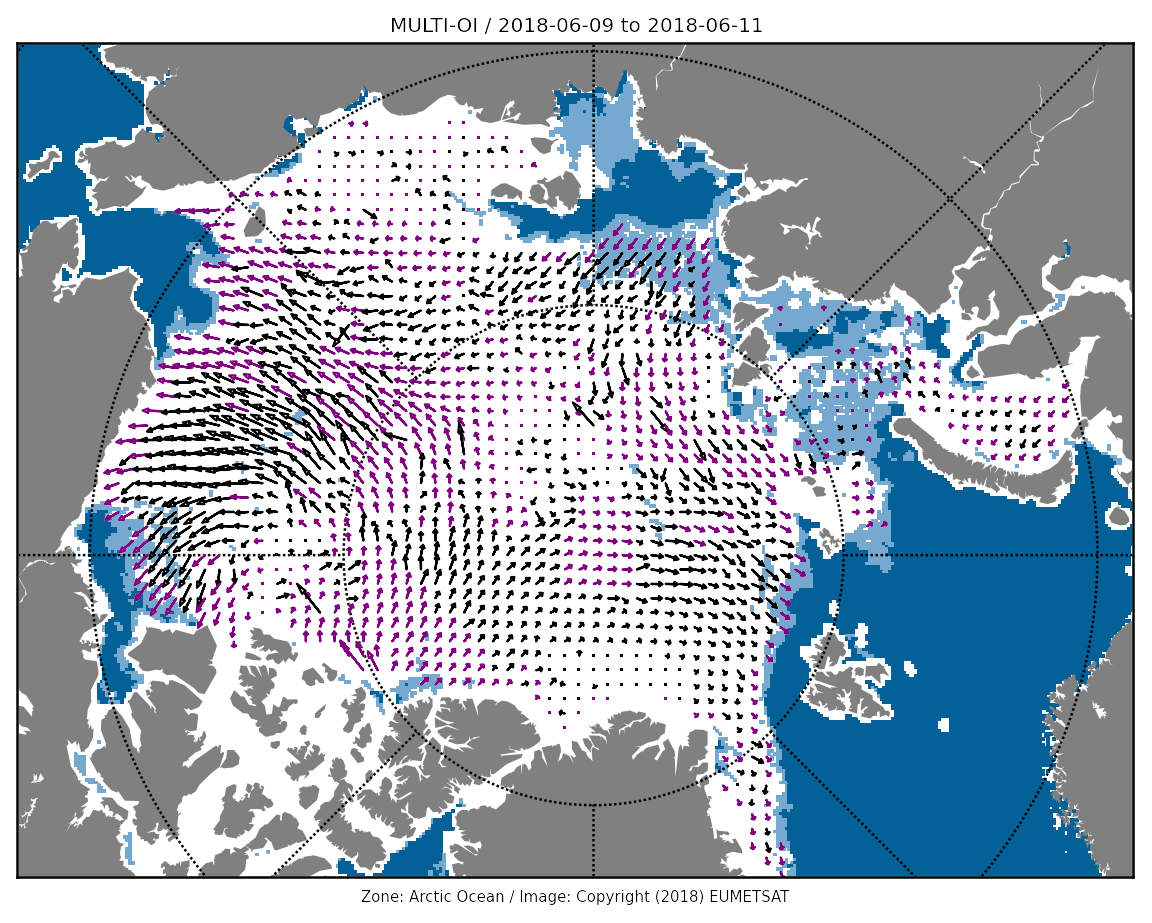 MULTI-OI / 2018-06-09 to 2018-06-11
Zone: Arctic Ocean / Image: Copyright (2018) EUMETSAT